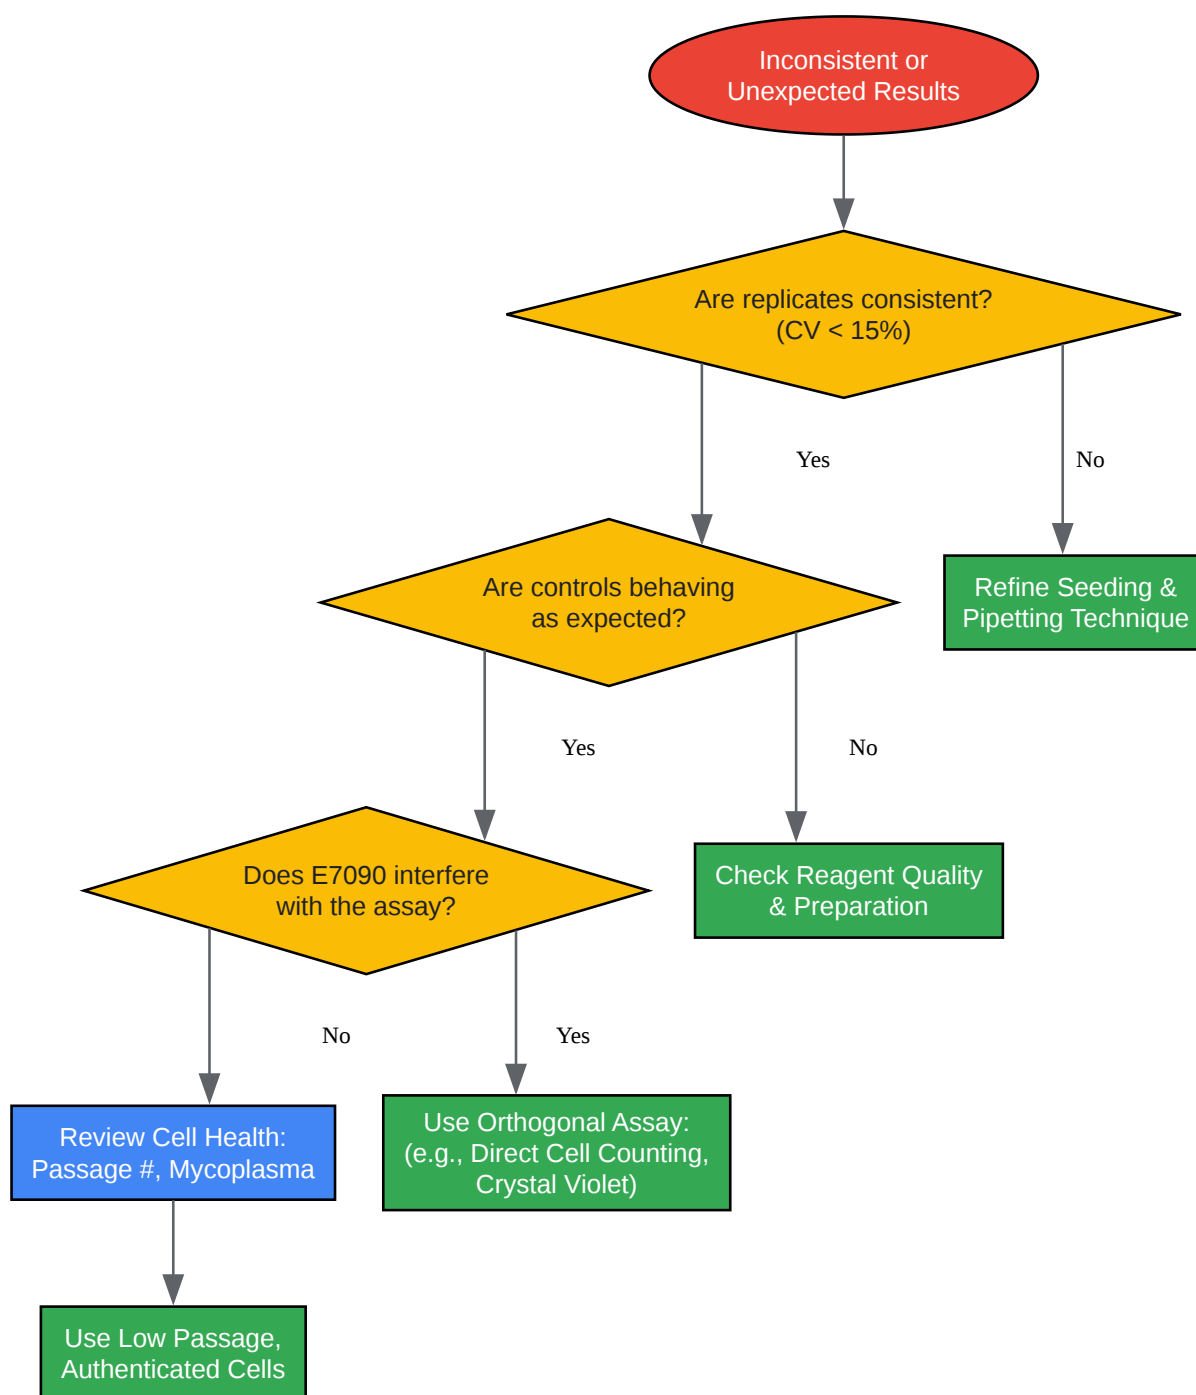 Inconsistent or
Unexpected Results
Are replicates consistent?
(CV < 15%)
Yes
No
Are controls behaving
as expected?
Refine Seeding &
Pipetting Technique
Yes
No
Does E7090 interfere
with the assay?
Check Reagent Quality
& Preparation
No
Yes
Review Cell Health:
Passage #, Mycoplasma
Use Orthogonal Assay:
(e.g., Direct Cell Counting,
Crystal Violet)
Use Low Passage,
Authenticated Cells